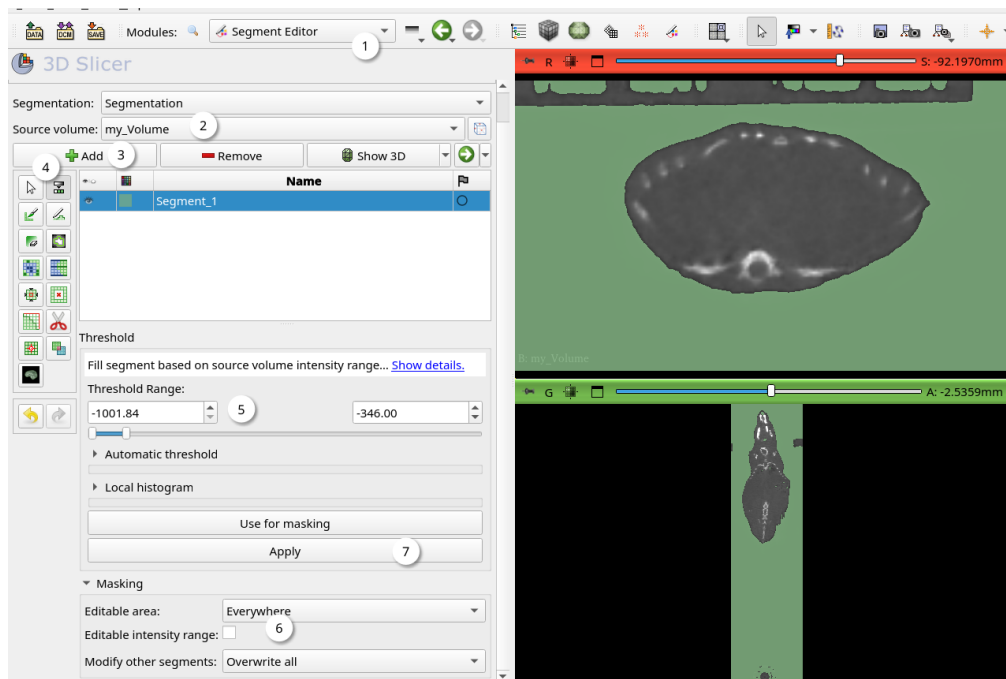 DATA DCM SAVE Modules: Segment Editor
1
3D Slicer
R S: -92.1970mm
Segmentation: Segmentation
Source volume: my_Volume 2
Add 3 Remove Show 3D
4
Name
Segment_1
Threshold
Fill segment based on source volume intensity range... Show details.
Threshold Range:
-1001.84 5 -346.00
Automatic threshold
Local histogram
Use for masking
Apply 7
Masking
Editable area: Everywhere
6
Editable intensity range:
Modify other segments: Overwrite all
B: my_Volume
G A: -2.5359mm